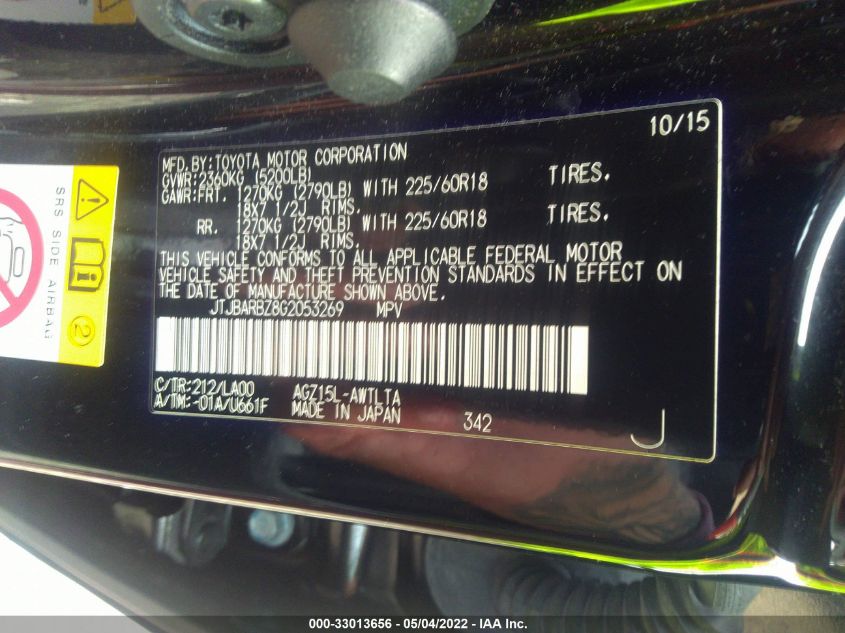 10/15
MFD. BY: TOYOTA MOTOR CORPORATION
GVWR: 2360KG (5200LB)
GAWR: FRT. 1270KG (2790LB) WITH 225/60R18 TIRES.
18X7 1/2J RIMS.
RR. 1270KG (2790LB) WITH 225/60R18 TIRES.
18X7 1/2J RIMS.
THIS VEHICLE CONFORMS TO ALL APPLICABLE FEDERAL MOTOR
VEHICLE SAFETY AND THEFT PREVENTION STANDARDS IN EFFECT ON
THE DATE OF MANUFACTURE SHOWN ABOVE.
JTJBARBZ8G2053269 MPV
C/TR: 212/LA00 AGZ15L-AWTLTA
A/TM: -01A/U661F MADE IN JAPAN 342 J
SRS SIDE AIRBAG
2
000-33013656 - 05/04/2022 - IAA Inc.